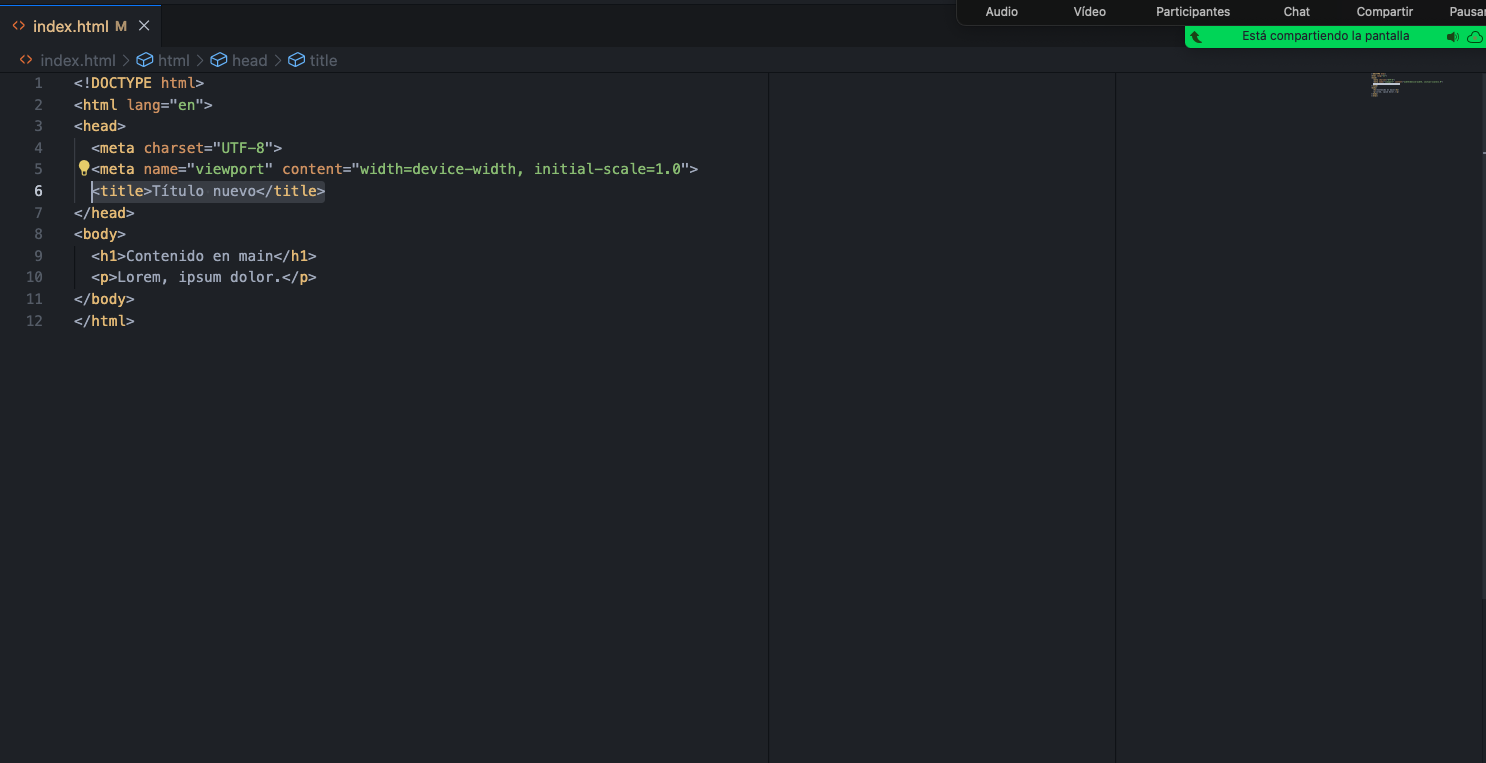 Audio Vídeo Participantes Chat Compartir Pausar
index.html M
Está compartiendo la pantalla
index.html html head title
1 <!DOCTYPE html>
2 <html lang="en">
3 <head>
4 <meta charset="UTF-8">
5 <meta name="viewport" content="width=device-width, initial-scale=1.0">
6 <title>Título nuevo</title>
7 </head>
8 <body>
9 <h1>Contenido en main</h1>
10 <p>Lorem, ipsum dolor.</p>
11 </body>
12 </html>